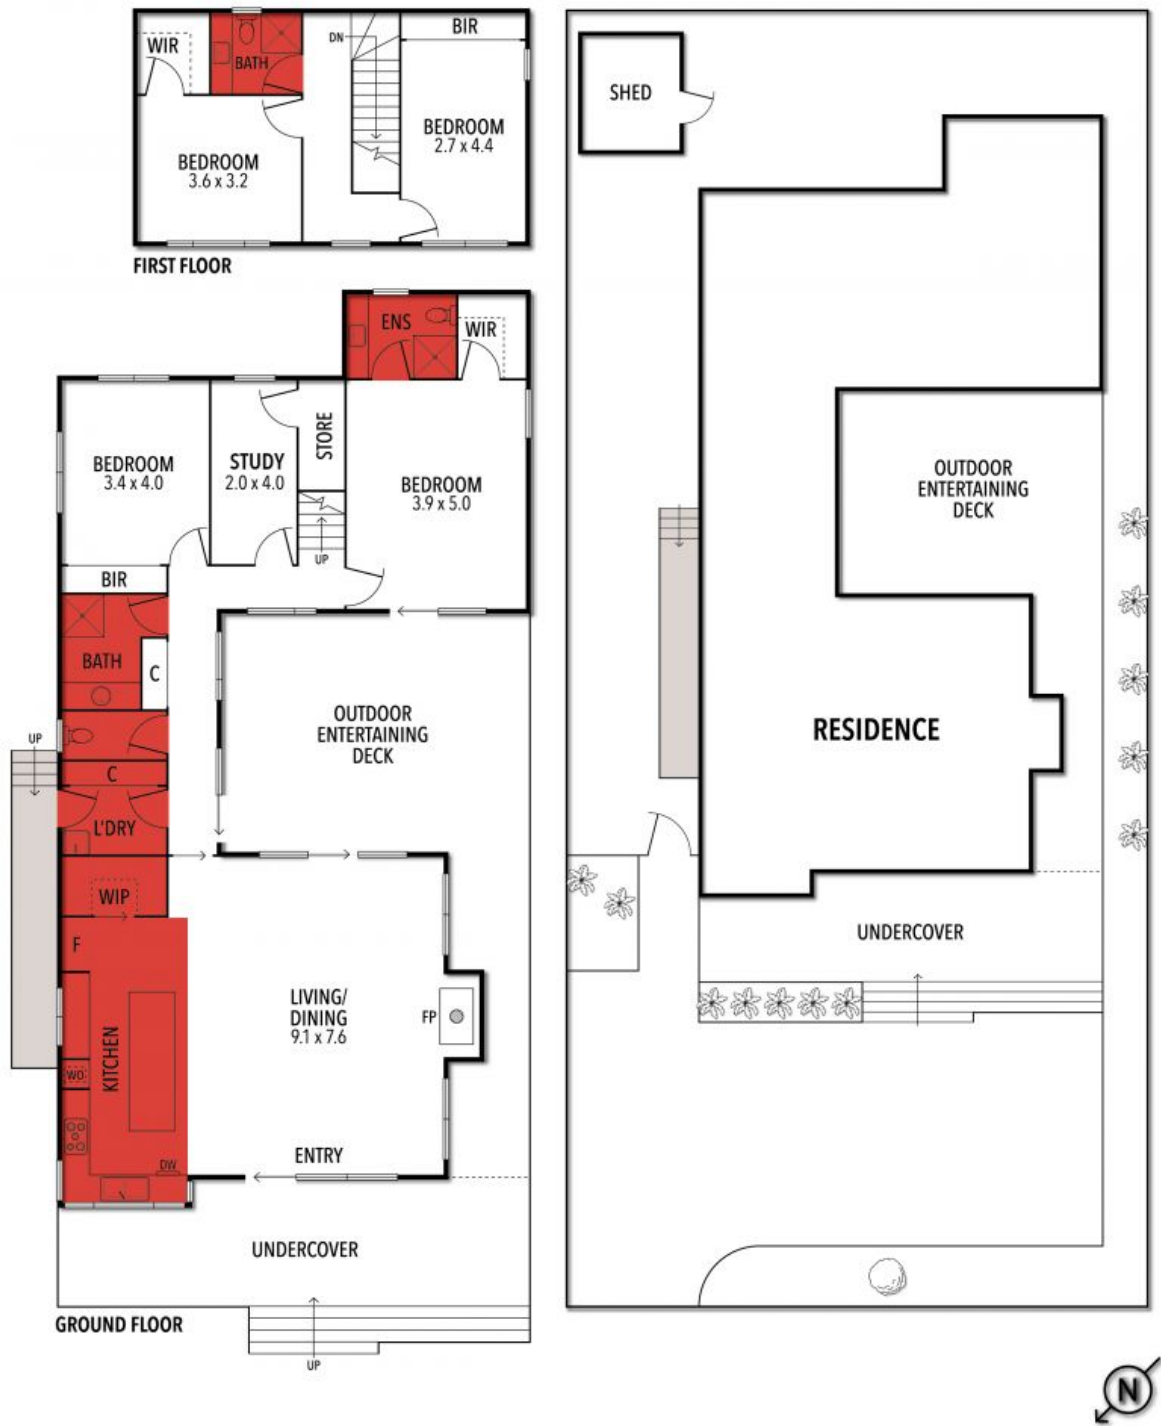 WIR
BATH
DN
BIR
BEDROOM
3.6 x 3.2
BEDROOM
2.7 x 4.4
FIRST FLOOR
ENS
WIR
BEDROOM
3.4 x 4.0
STUDY
2.0 x 4.0
STORE
BEDROOM
3.9 x 5.0
UP
BIR
BATH
C
UP
C
L'DRY
OUTDOOR
ENTERTAINING
DECK
WIP
F
KITCHEN
WO
DW
LIVING/
DINING
9.1 x 7.6
FP
ENTRY
UNDERCOVER
GROUND FLOOR
UP
SHED
OUTDOOR
ENTERTAINING
DECK
RESIDENCE
UNDERCOVER
N